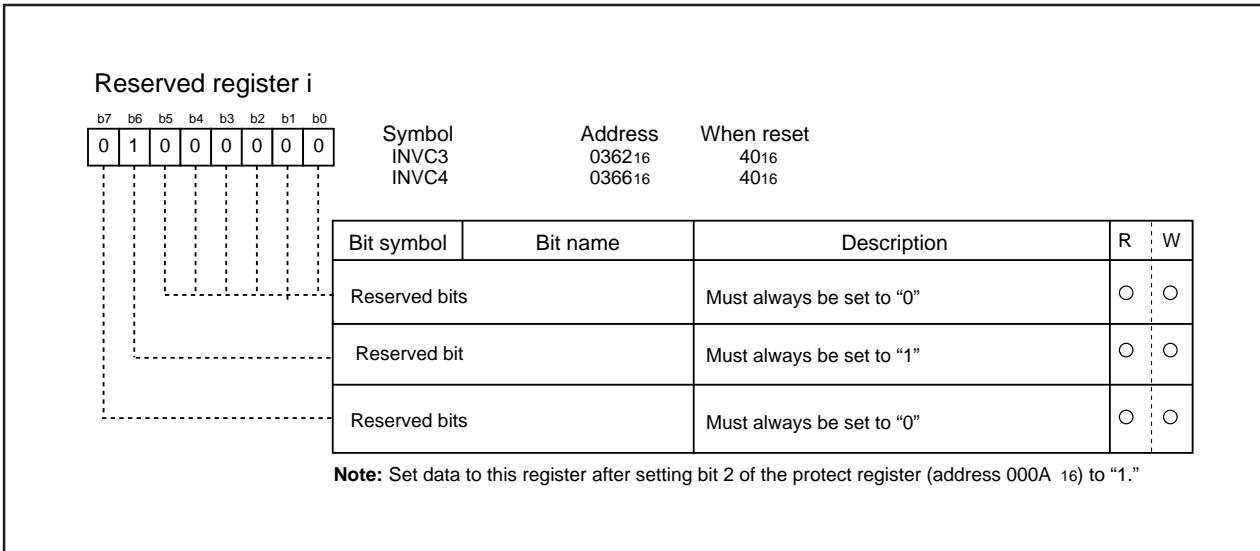 Reserved register i
b7 b6 b5 b4 b3 b2 b1 b0
0 1 0 0 0 0 0 0
Symbol Address When reset
INVC3 036216 4016
INVC4 036616 4016
Bit symbol Bit name Description R W
Reserved bits Must always be set to “0”
Reserved bit Must always be set to “1”
Reserved bits Must always be set to “0”
Note: Set data to this register after setting bit 2 of the protect register (address 000A 16) to “1.”